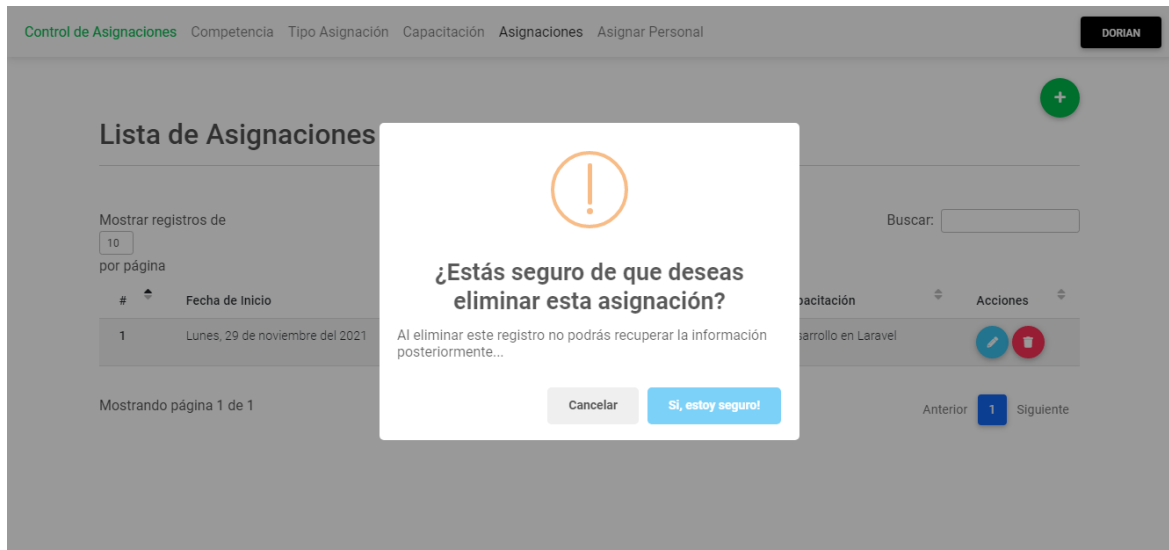 Control de Asignaciones Competencia Tipo Asignación Capacitación Asignaciones Asignar Personal DORIAN
+
Lista de Asignaciones
Mostrar registros de
10
por página
Buscar:
# Fecha de Inicio pacitación Acciones
1 Lunes, 29 de noviembre del 2021 sarrollo en Laravel
¿Estás seguro de que deseas
eliminar esta asignación?
Al eliminar este registro no podrás recuperar la información
posteriormente...
Cancelar Si, estoy seguro!
Mostrando página 1 de 1 Anterior 1 Siguiente